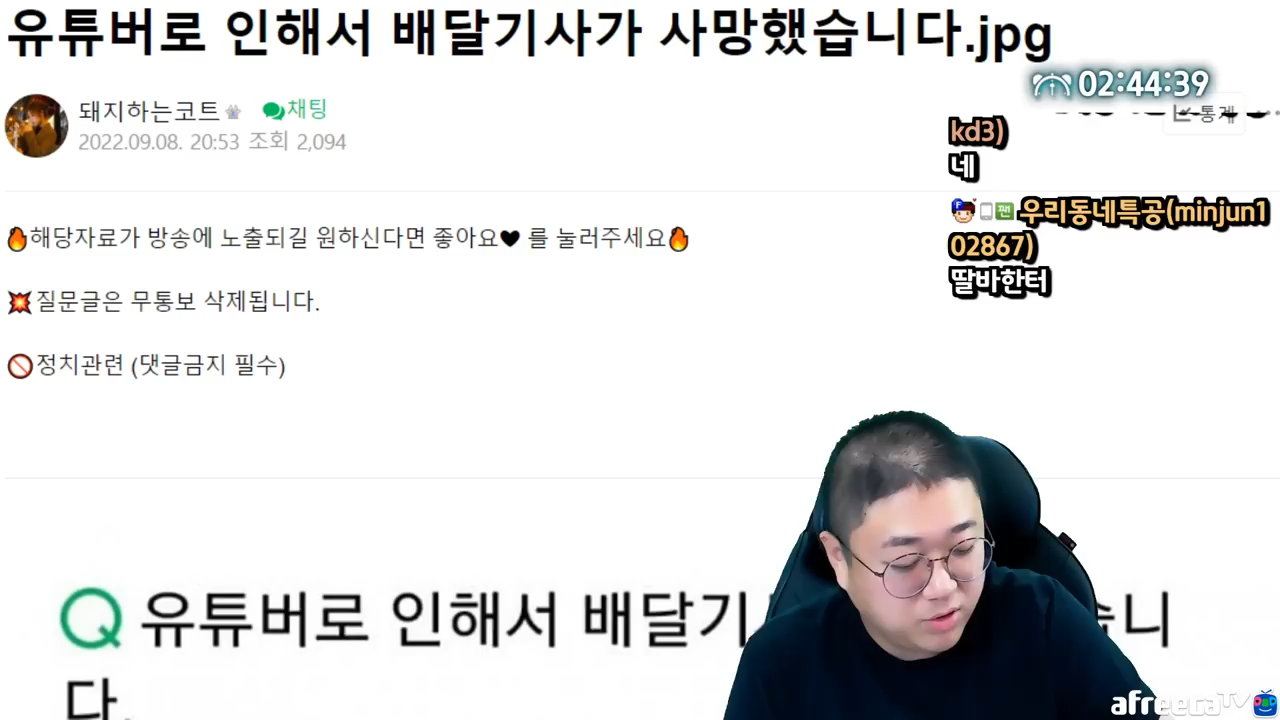 유튜버로 인해서 배달기사가 사망했습니다.jpg
02:44:39
돼지하는코트
채팅
2022.09.08. 20:53 조회 2,094
통계
kd3)
네
우리동네특공(minjun1
02867)
딸바한터
🔥해당자료가 방송에 노출되길 원하신다면 좋아요🖤 를 눌러주세요🔥
💥질문글은 무통보 삭제됩니다.
🚫정치관련 (댓글금지 필수)
Q 유튜버로 인해서 배달기 습니
다.
afreecaTV